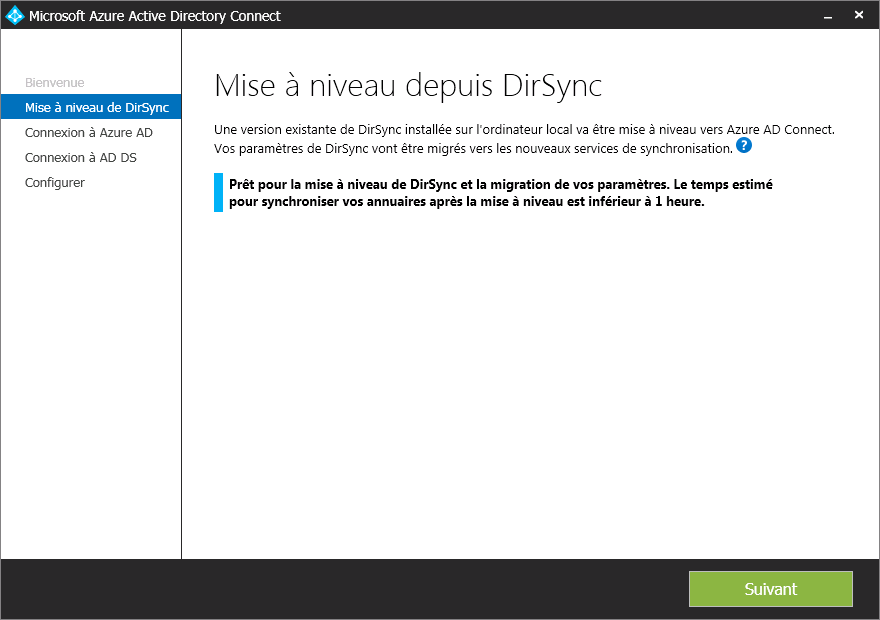 Microsoft Azure Active Directory Connect
Bienvenue
Mise à niveau de DirSync
Connexion à Azure AD
Connexion à AD DS
Configurer
Mise à niveau depuis DirSync
Une version existante de DirSync installée sur l'ordinateur local va être mise à niveau vers Azure AD Connect.
Vos paramètres de DirSync vont être migrés vers les nouveaux services de synchronisation. ?
Prêt pour la mise à niveau de DirSync et la migration de vos paramètres. Le temps estimé
pour synchroniser vos annuaires après la mise à niveau est inférieur à 1 heure.
Suivant